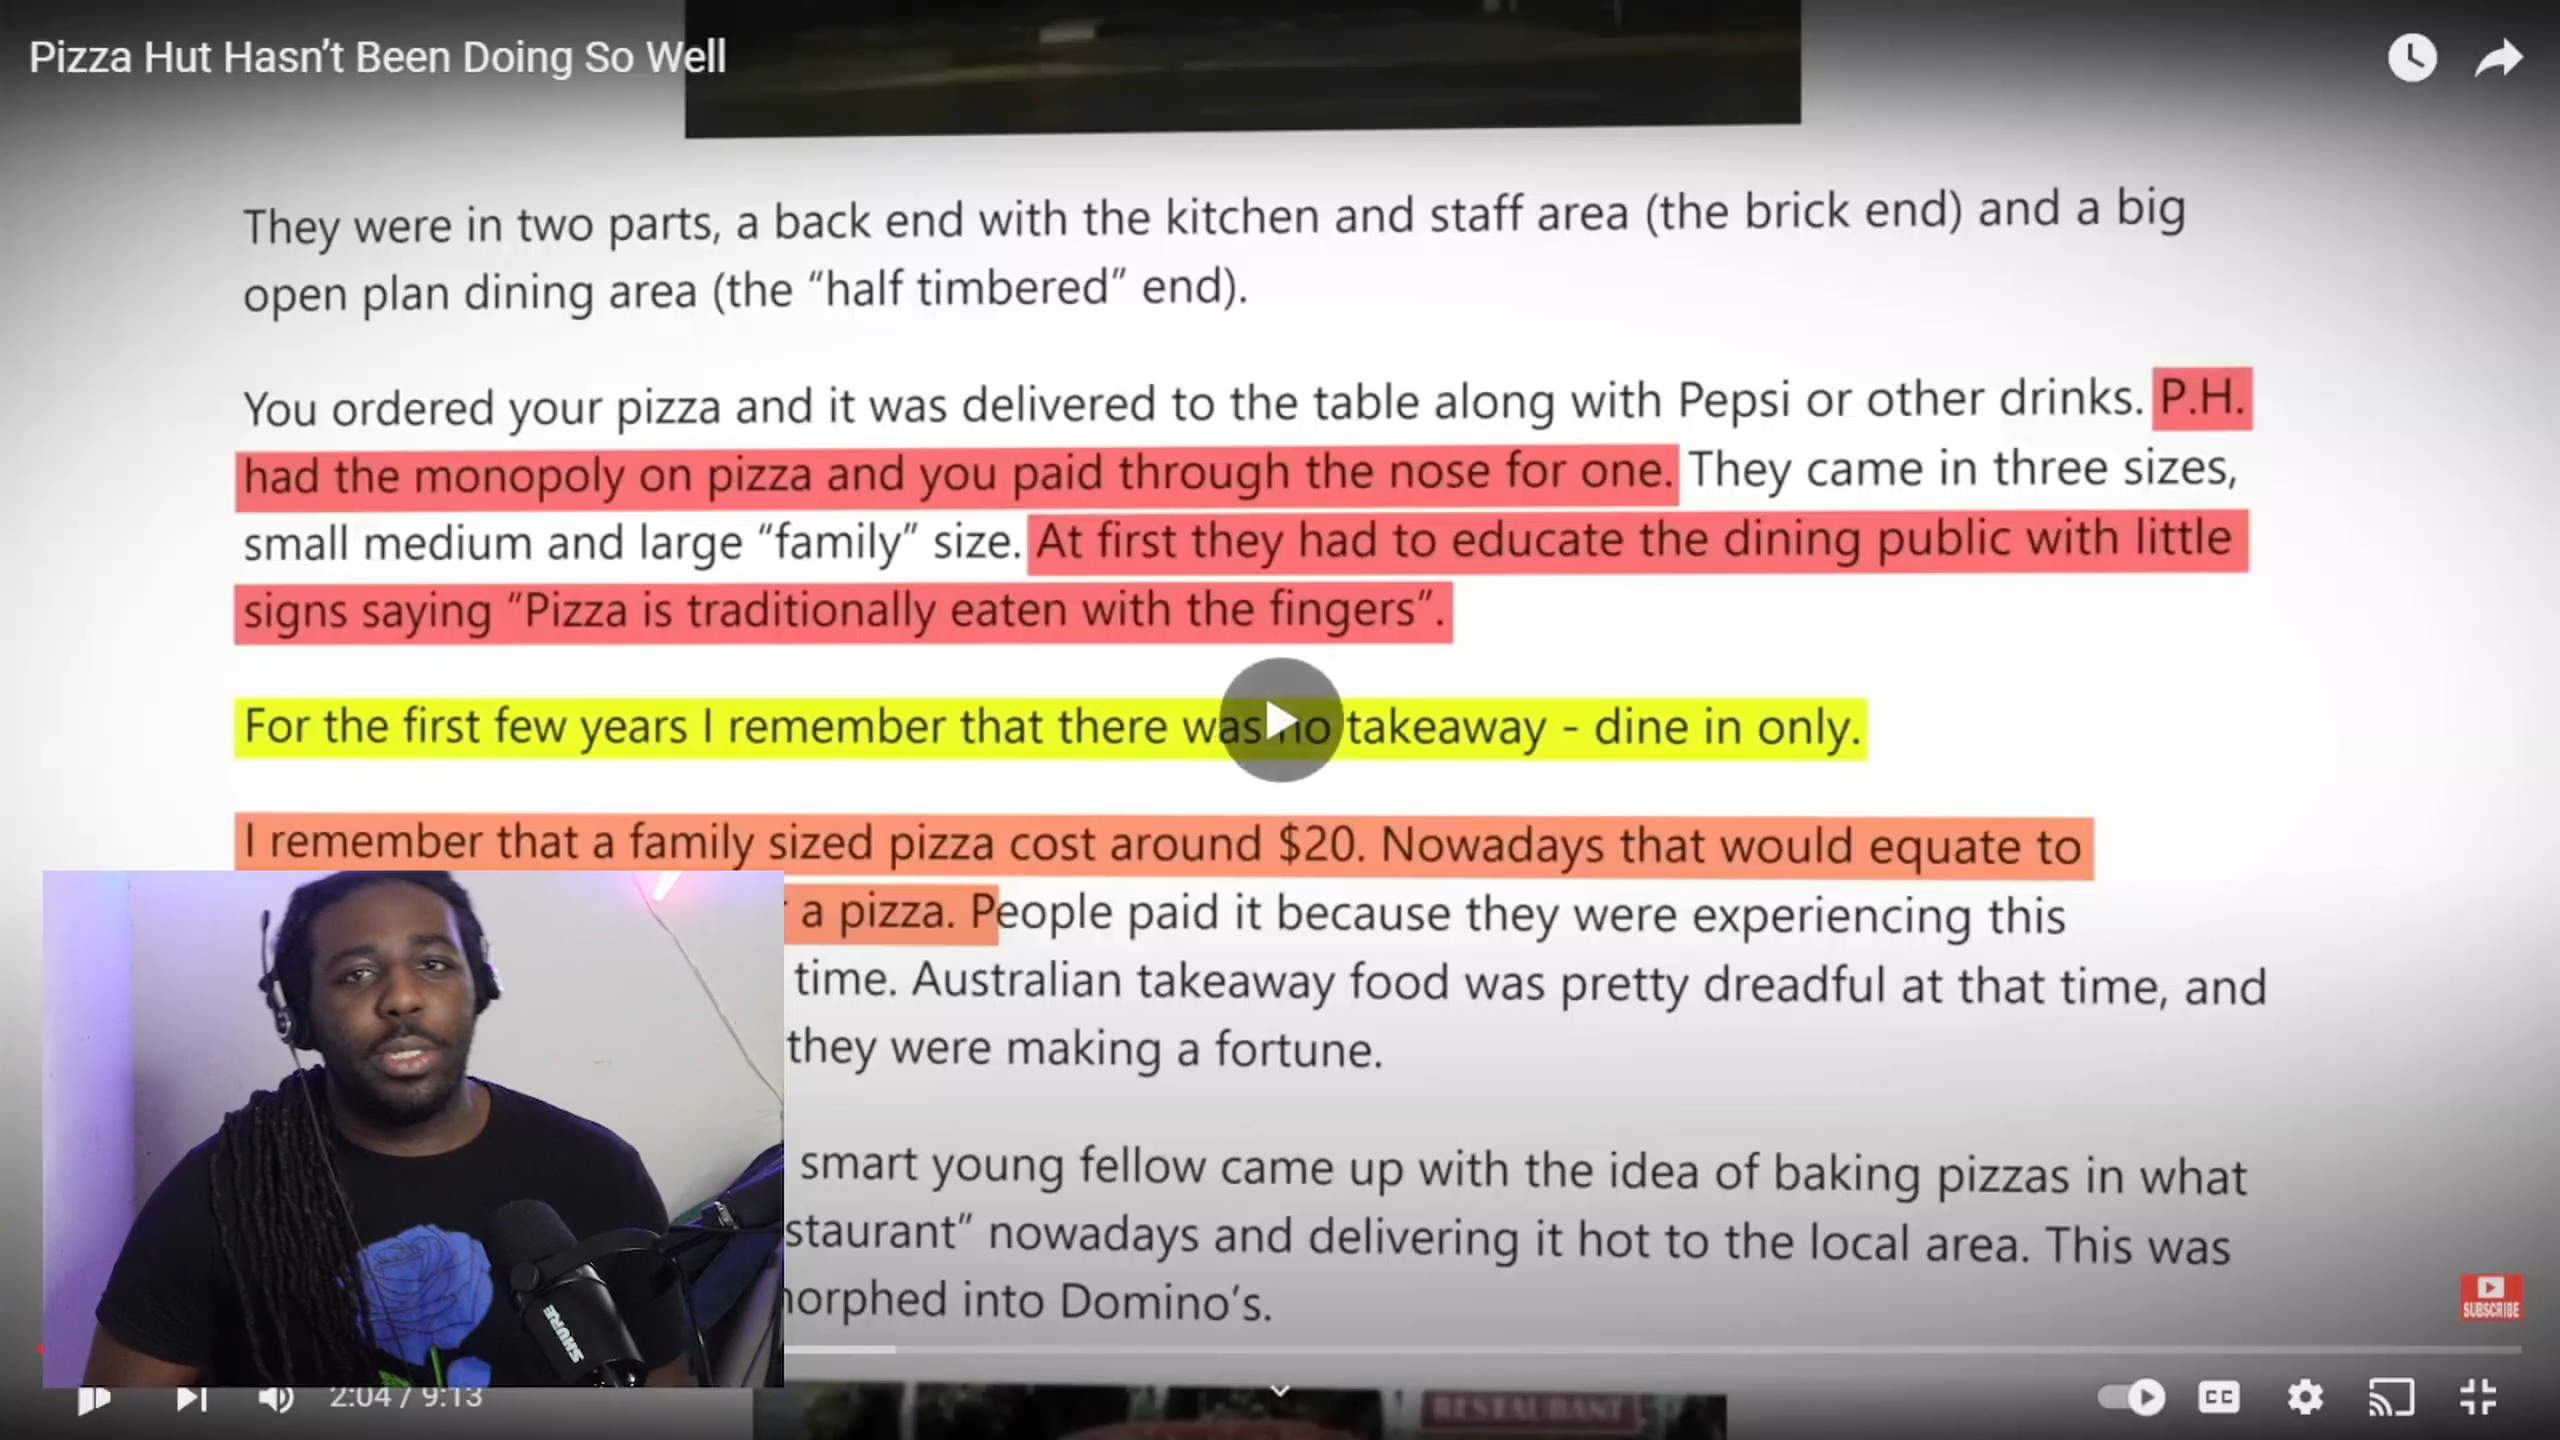 Pizza Hut Hasn’t Been Doing So Well
They were in two parts, a back end with the kitchen and staff area (the brick end) and a big
open plan dining area (the “half timbered” end).
You ordered your pizza and it was delivered to the table along with Pepsi or other drinks. P.H.
had the monopoly on pizza and you paid through the nose for one. They came in three sizes,
small medium and large “family” size. At first they had to educate the dining public with little
signs saying “Pizza is traditionally eaten with the fingers”.
For the first few years I remember that there was no takeaway - dine in only.
I remember that a family sized pizza cost around $20. Nowadays that would equate to
a pizza. People paid it because they were experiencing this
time. Australian takeaway food was pretty dreadful at that time, and
they were making a fortune.
smart young fellow came up with the idea of baking pizzas in what
staurant” nowadays and delivering it hot to the local area. This was
morphed into Domino’s.
SUBSCRIBE
SHURE
2:04 / 9:13
RESTAURANT
CC